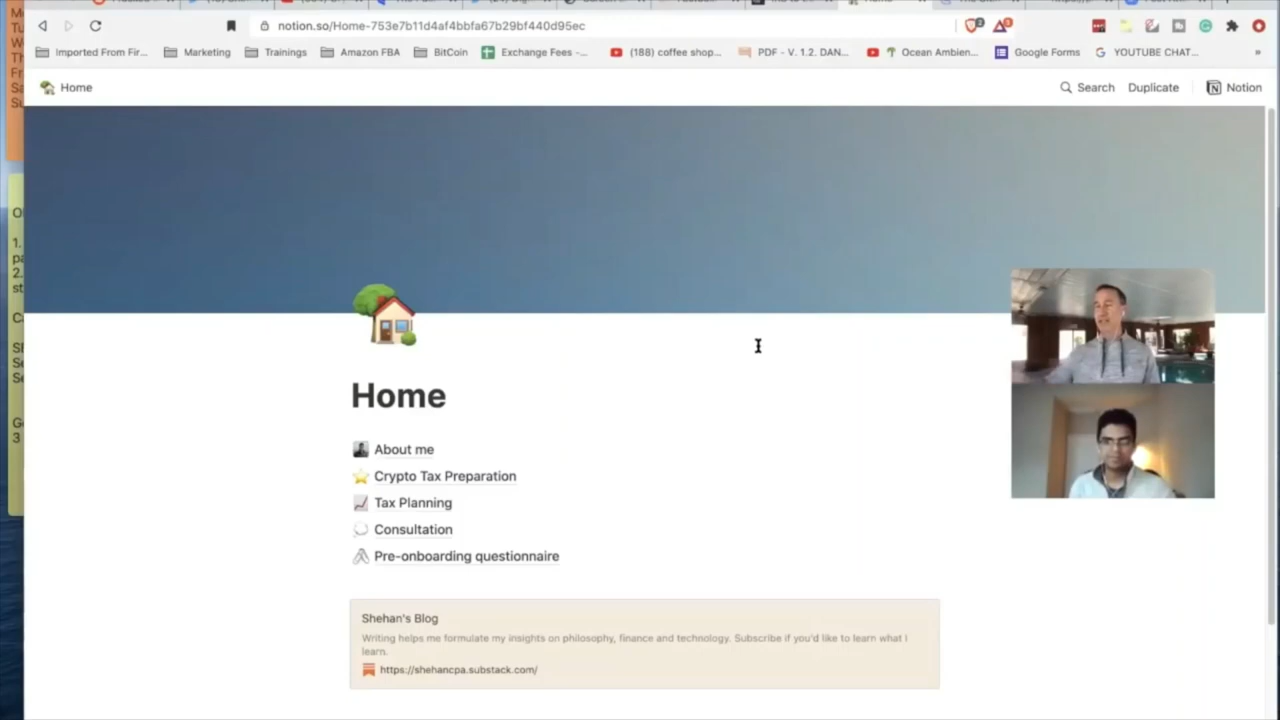 notion.so/Home-753e7b11d4af4bbfa67b29bf440d95ec
Imported From Fir...
Marketing
Trainings
Amazon FBA
BitCoin
Exchange Fees -...
(188) coffee shop...
PDF - V. 1.2. DAN...
Ocean Ambien...
Google Forms
YOUTUBE CHAT...
Home
Search
Duplicate
Notion
Home
About me
Crypto Tax Preparation
Tax Planning
Consultation
Pre-onboarding questionnaire
Shehan's Blog
Writing helps me formulate my insights on philosophy, finance and technology. Subscribe if you'd like to learn what I
learn.
https://shehancpa.substack.com/